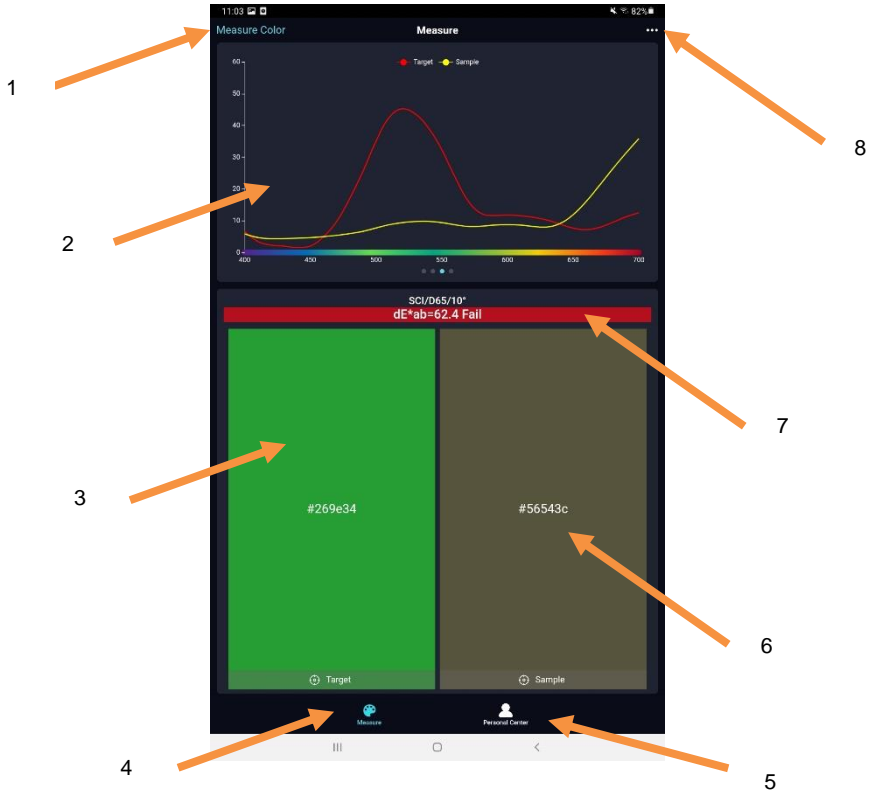 11:03
82%
Measure Color
Measure
Target
Sample
60
50
40
30
20
10
0
400
450
500
550
600
650
700
SCI/D65/10°
dE*ab=62.4 Fail
#269e34
#56543c
Target
Sample
Measure
Personal Center
1
2
3
4
5
6
7
8